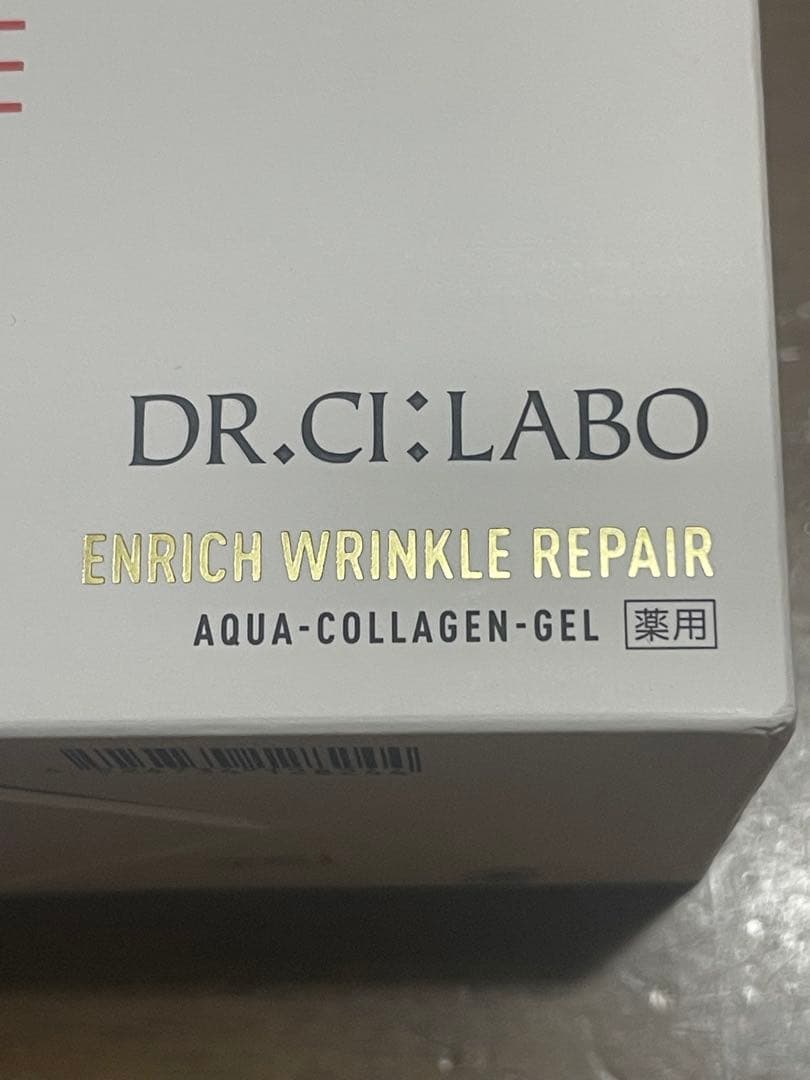 DR.CI:LABO
ENRICH WRINKLE REPAIR
AQUA-COLLAGEN-GEL 薬用